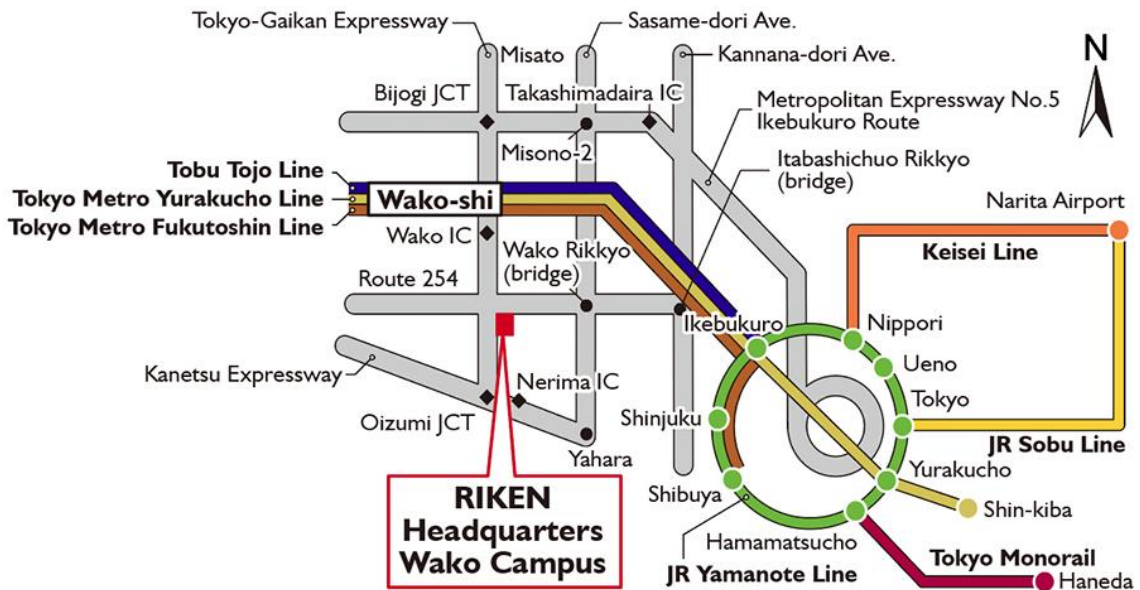 Tokyo-Gaikan Expressway
Sasame-dori Ave.
Misato
Kannana-dori Ave.
N
Bijogi JCT
Takashimadaira IC
Metropolitan Expressway No.5
Ikebukuro Route
Misono-2
Itabashichuo Rikkyo
(bridge)
Tobu Tojo Line
Tokyo Metro Yurakucho Line
Tokyo Metro Fukutoshin Line
Wako-shi
Narita Airport
Wako IC
Wako Rikkyo
(bridge)
Keisei Line
Route 254
Ikebukuro
Nippori
Ueno
Kanetsu Expressway
Nerima IC
Tokyo
Oizumi JCT
Shinjuku
JR Sobu Line
Yahara
Yurakucho
RIKEN
Headquarters
Wako Campus
Shibuya
Shin-kiba
Hamamatsucho
Tokyo Monorail
JR Yamanote Line
Haneda